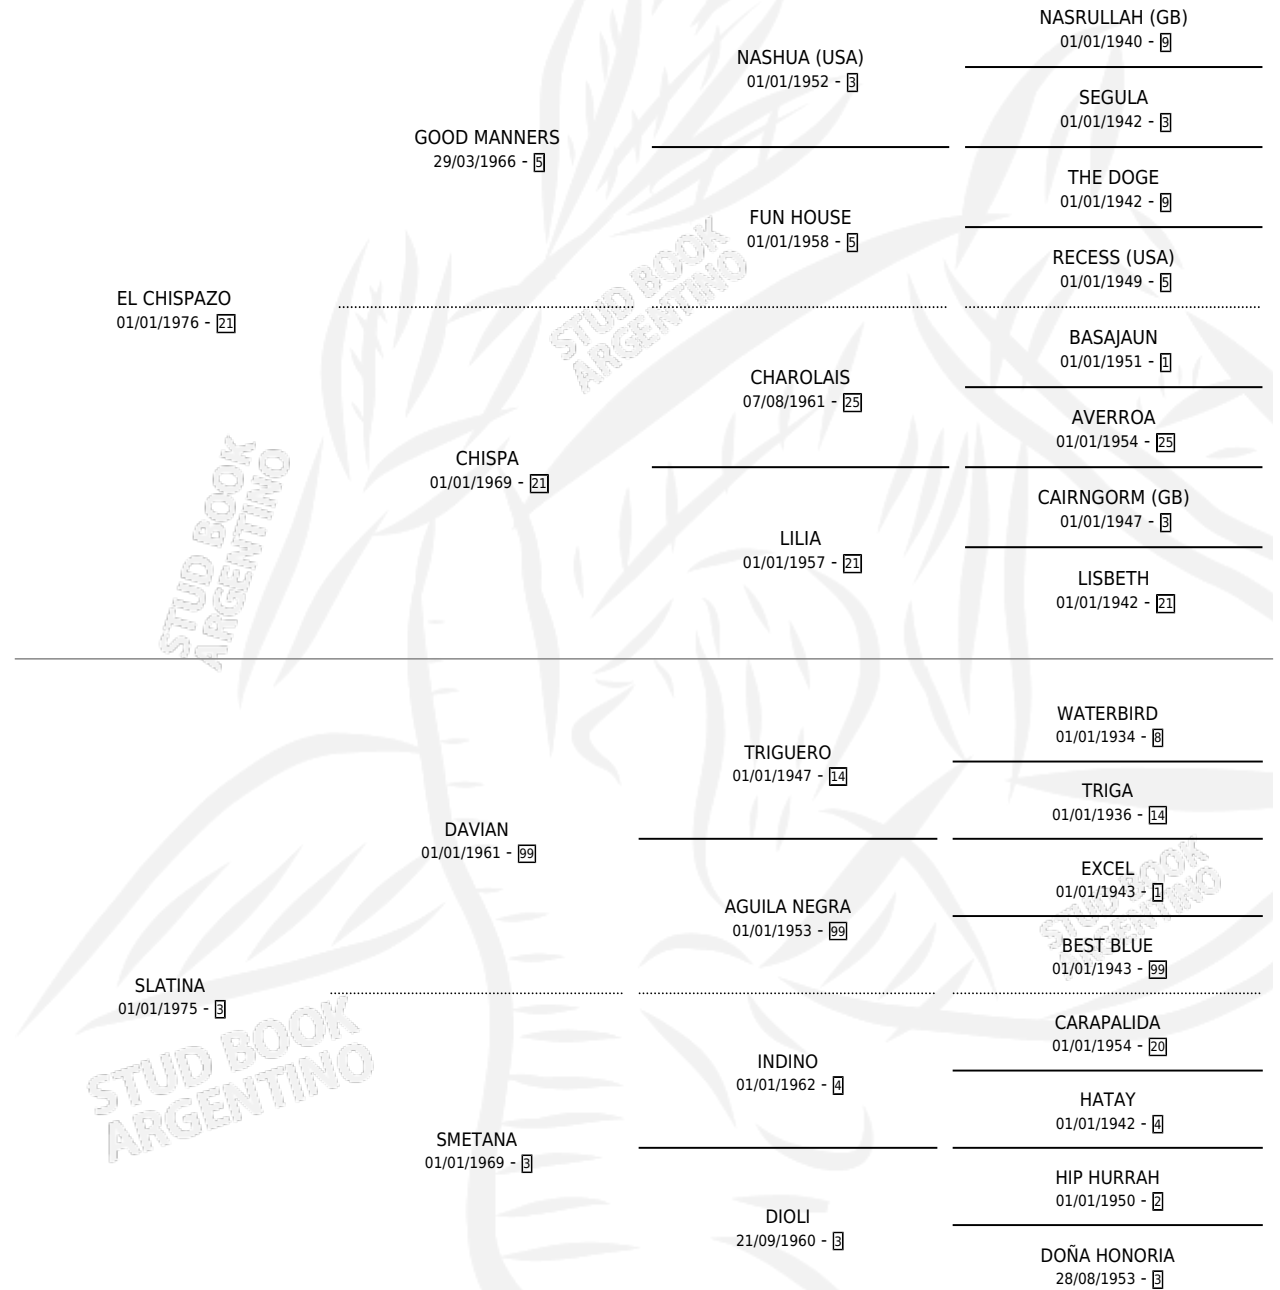 NASRULLAH (GB)
01/01/1940 - 9
NASHUA (USA)
01/01/1952 - 3
SEGULA
01/01/1942 - 3
GOOD MANNERS
29/03/1966 - 5
THE DOGE
01/01/1942 - 9
FUN HOUSE
01/01/1958 - 5
RECESS (USA)
01/01/1949 - 5
EL CHISPAZO
01/01/1976 - 21
BASAJAUN
01/01/1951 - 1
CHAROLAIS
07/08/1961 - 25
AVERROA
01/01/1954 - 25
CHISPA
01/01/1969 - 21
CAIRNGORM (GB)
01/01/1947 - 3
LILIA
01/01/1957 - 21
LISBETH
01/01/1942 - 21
WATERBIRD
01/01/1934 - 8
TRIGUERO
01/01/1947 - 14
TRIGA
01/01/1936 - 14
DAVIAN
01/01/1961 - 99
EXCEL
01/01/1943 - 1
AGUILA NEGRA
01/01/1953 - 99
BEST BLUE
01/01/1943 - 99
SLATINA
01/01/1975 - 3
CARAPALIDA
01/01/1954 - 20
INDINO
01/01/1962 - 4
HATAY
01/01/1942 - 4
SMETANA
01/01/1969 - 3
HIP HURRAH
01/01/1950 - 2
DIOLI
21/09/1960 - 3
DOÑA HONORIA
28/08/1953 - 3
STUD BOOK
ARGENTINO
STUD BOOK
ARGENTINO
STUD BOOK
ARGENTINO
STUD BOOK
ARGENTINO